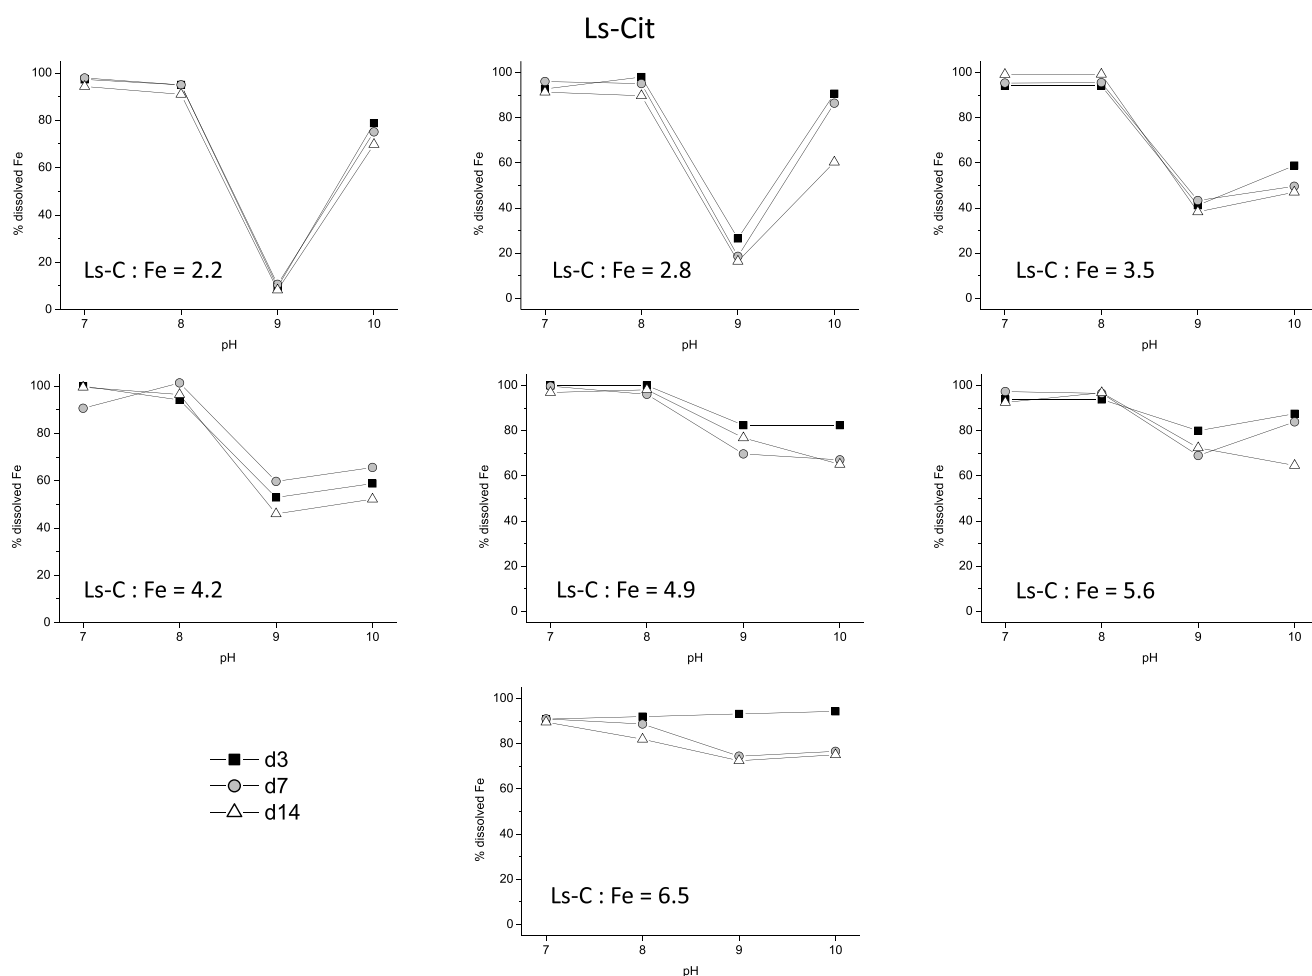 Ls-Cit
100
80
60
40
20
0
% dissolved Fe
Ls-C : Fe = 2.2
7 8 9 10
pH
100
80
60
40
20
0
% dissolved Fe
Ls-C : Fe = 2.8
7 8 9 10
pH
100
80
60
40
20
0
% dissolved Fe
Ls-C : Fe = 3.5
7 8 9 10
pH
100
80
60
40
20
0
% dissolved Fe
Ls-C : Fe = 4.2
7 8 9 10
pH
100
80
60
40
20
0
% dissolved Fe
Ls-C : Fe = 4.9
7 8 9 10
pH
100
80
60
40
20
0
% dissolved Fe
Ls-C : Fe = 5.6
7 8 9 10
pH
d3
d7
d14
100
80
60
40
20
0
% dissolved Fe
Ls-C : Fe = 6.5
7 8 9 10
pH